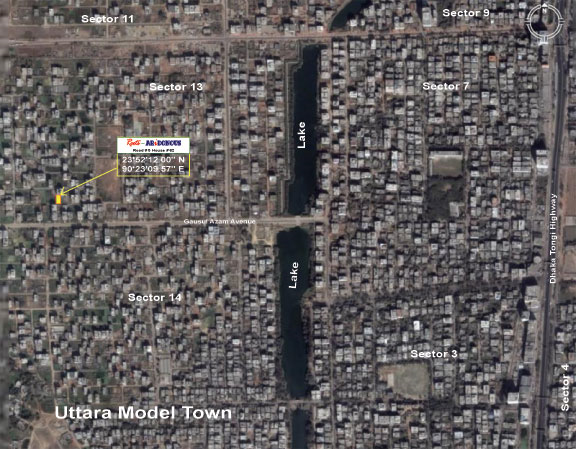 Sector 9
Sector 11
Sector 13
Sector 7
Lake
23°52'12.00" N
90°23'09.57" E
Gausul Azam Avenue
Dhaka Tongi Highway
Lake
Sector 14
Sector 3
Sector 4
Uttara Model Town